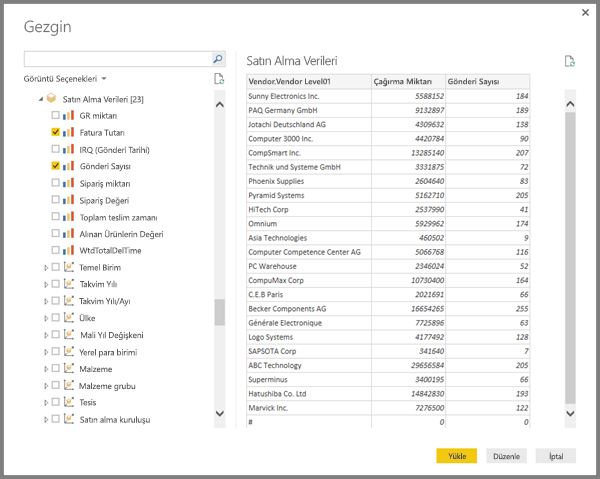 Gezgin
Görüntü Seçenekleri
Satın Alma Verileri [23]
GR miktarı
Fatura Tutarı
IRQ (Gönderi Tarihi)
Gönderi Sayısı
Sipariş miktarı
Sipariş Değeri
Toplam teslim zamanı
Alınan Ürünlerin Değeri
WtdTotalDelTime
Temel Birim
Takvim Yılı
Takvim Yılı/Ayı
Ülke
Mali Yıl Değişkeni
Yerel para birimi
Malzeme
Malzeme grubu
Tesis
Satın alma kuruluşu
Satın Alma Verileri
Vendor.Vendor Level01 Çağırma Miktarı Gönderi Sayısı
Sunny Electronics Inc. 5588152 184
PAQ Germany GmbH 9132897 189
Jotachi Deutschland AG 4309632 138
Computer 3000 Inc. 4420784 90
CompSmart Inc. 13285140 207
Technik und Systeme GmbH 3331875 72
Phoenix Supplies 2604640 83
Pyramid Systems 5162710 205
HiTech Corp 2537990 41
Omnium 5929962 174
Asia Technologies 460502 9
Computer Competence Center AG 5066768 116
PC Warehouse 2346024 52
CompuMax Corp 10730400 164
C.E.B Paris 2021691 66
Becker Components AG 16654265 255
Générale Electronique 7725896 63
Logo Systems 4177492 128
SAPSOTA Corp 341640 7
ABC Technology 29656584 205
Superminus 3400195 66
Hatushiba Co. Ltd 14842830 193
Marvick Inc. 7276500 122
# 0 0
Yükle Düzenle İptal